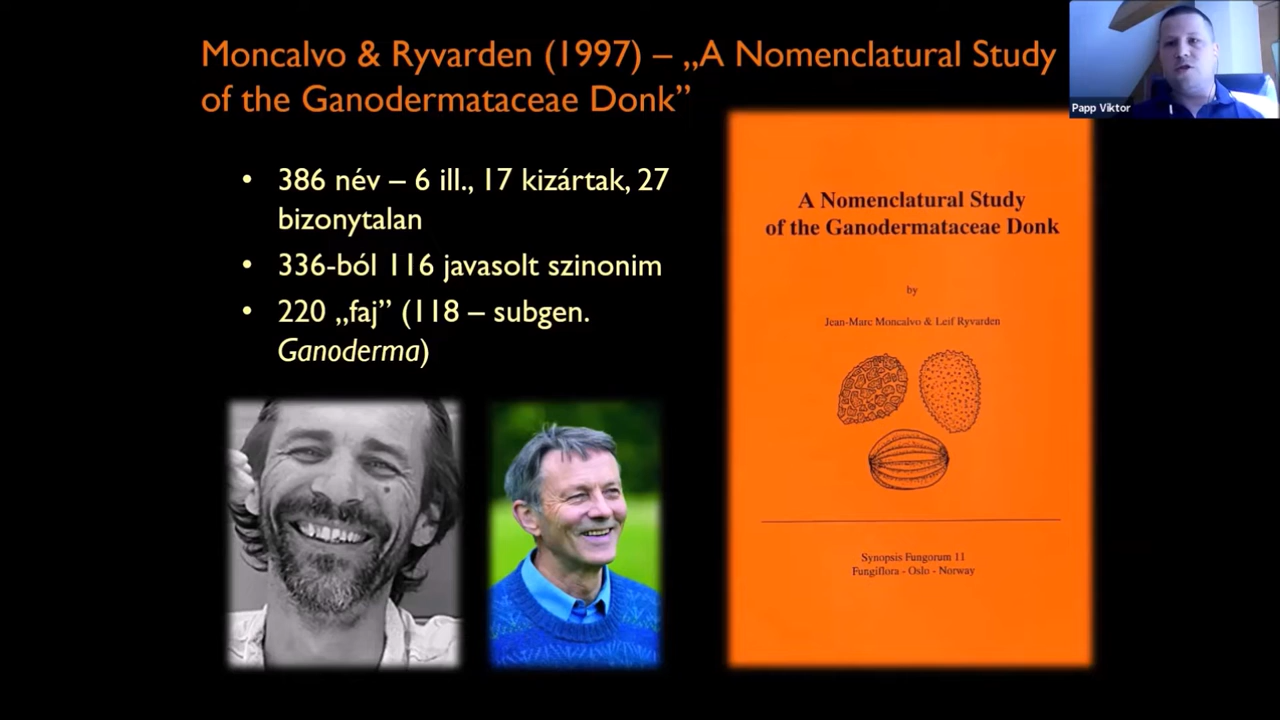 Moncalvo & Ryvarden (1997) – „A Nomenclatural Study
of the Ganodermataceae Donk”
Papp Viktor
• 386 név – 6 ill., 17 kizártak, 27
bizonytalan
• 336-ból 116 javasolt szinonim
• 220 „faj” (118 – subgen.
Ganoderma)
A Nomenclatural Study
of the Ganodermataceae Donk
by
Jean-Marc Moncalvo & Leif Ryvarden
Synopsis Fungorum 11
Fungiflora - Oslo - Norway